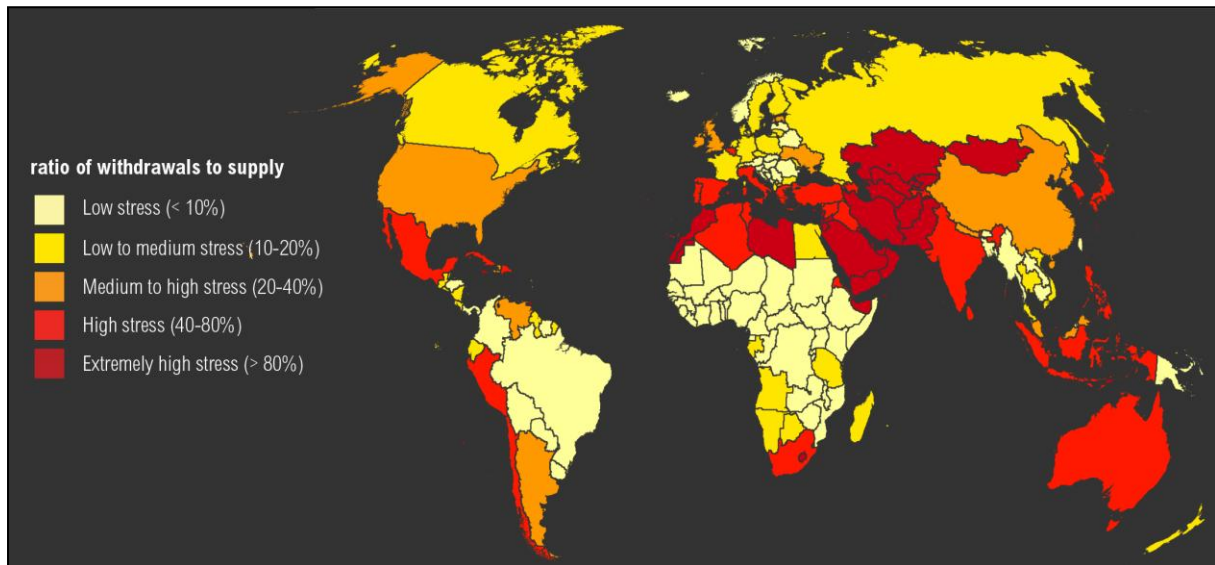 ratio of withdrawals to supply
Low stress (< 10%)
Low to medium stress (10-20%)
Medium to high stress (20-40%)
High stress (40-80%)
Extremely high stress (> 80%)